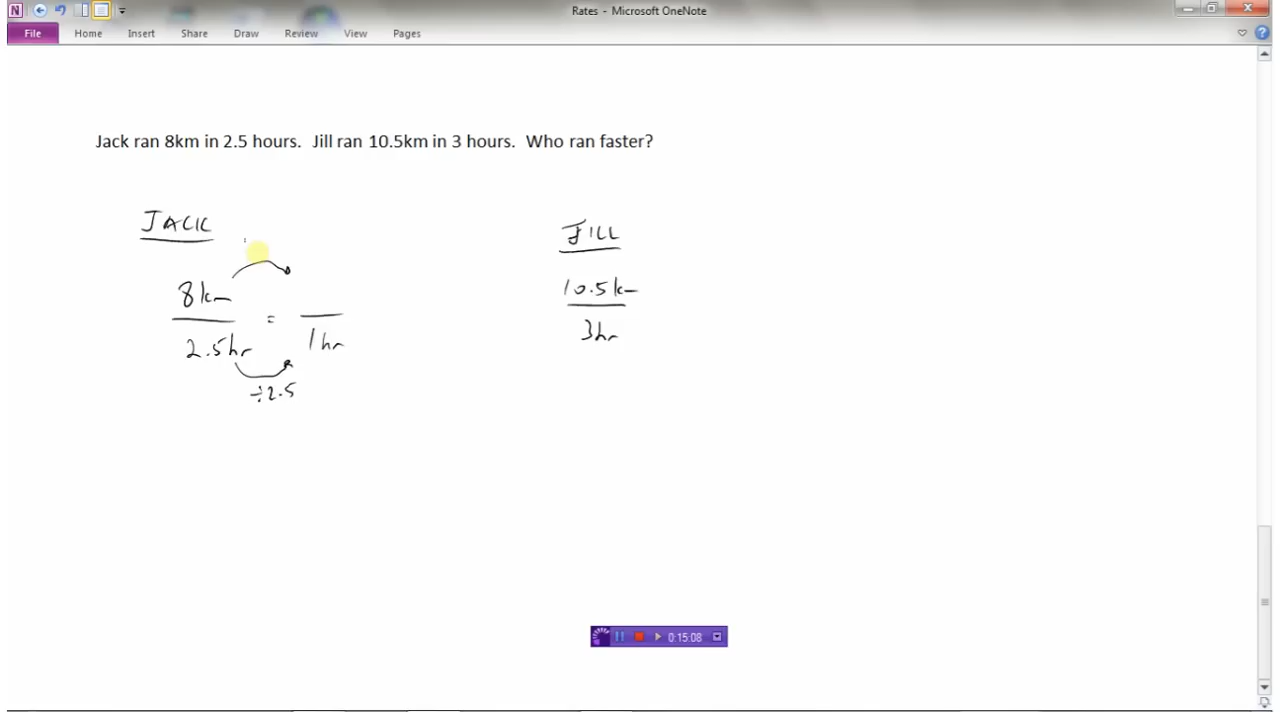 Rates - Microsoft OneNote
File Home Insert Share Draw Review View Pages
Jack ran 8km in 2.5 hours. Jill ran 10.5km in 3 hours. Who ran faster?
JACK
8km
=
2.5hr
1hr
÷2.5
JILL
10.5km
3hr
0:15:08